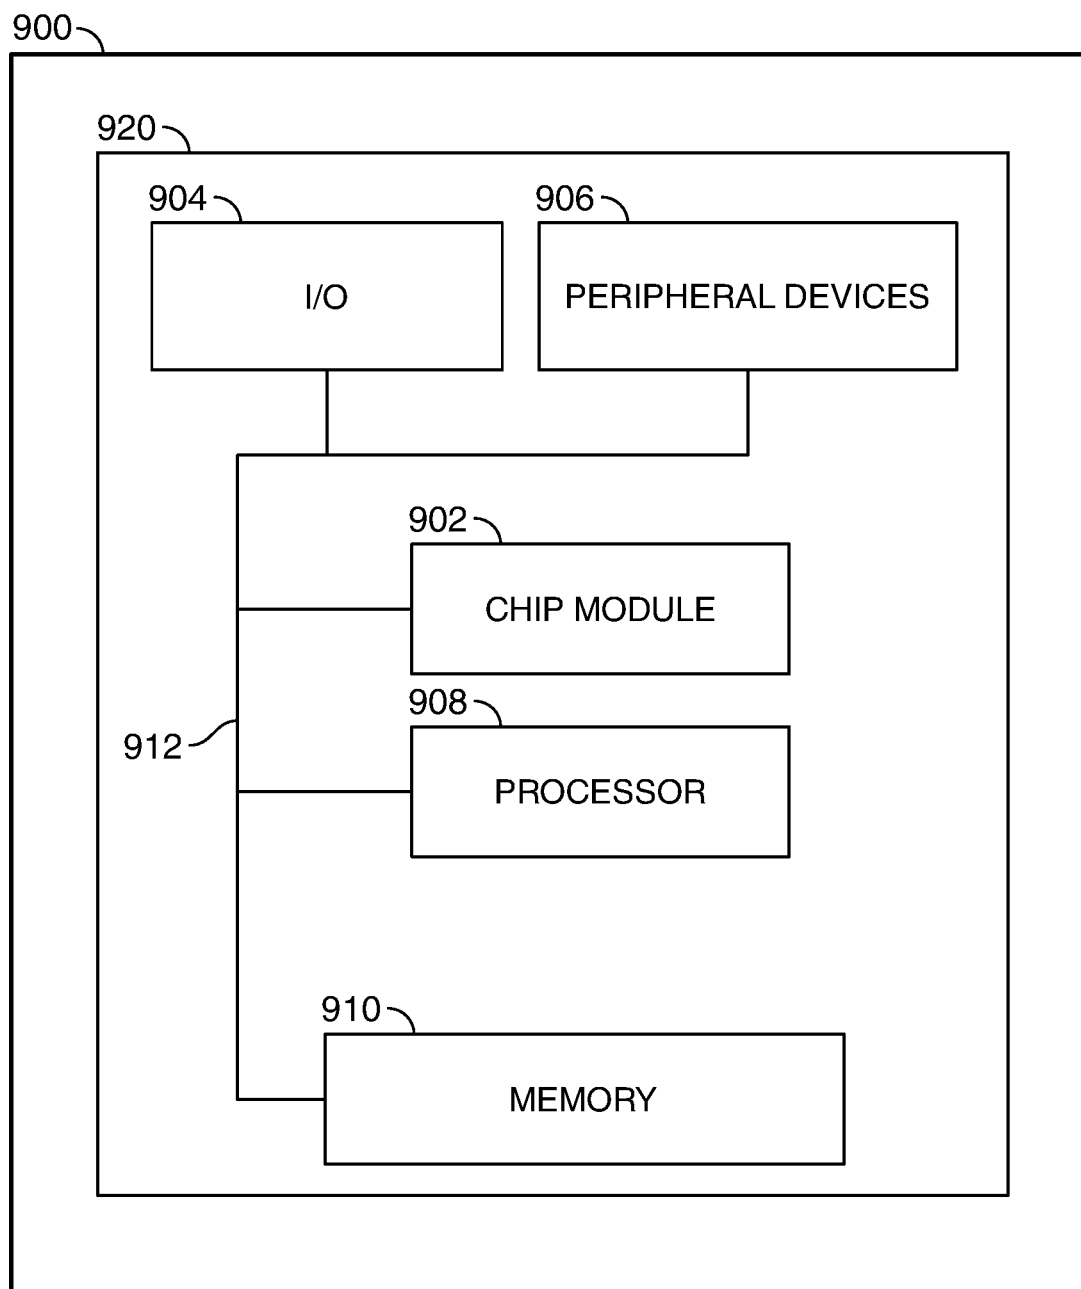 900
920
904
906
I/O
PERIPHERAL DEVICES
902
CHIP MODULE
908
912
PROCESSOR
910
MEMORY